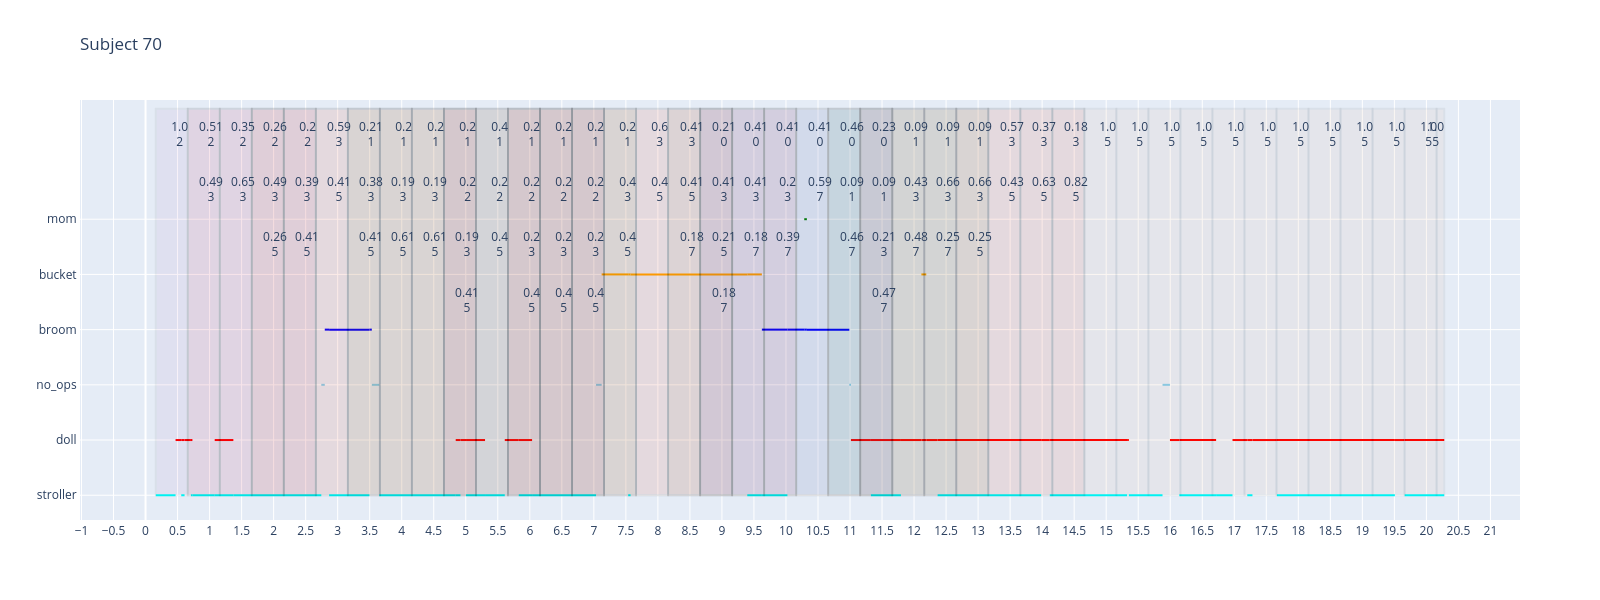 Subject 70
1.0 0.51 0.35 0.26 0.2 0.59 0.21 0.2 0.2 0.2 0.4 0.2 0.2 0.2 0.2 0.6 0.41 0.21 0.41 0.41 0.41 0.46 0.23 0.09 0.09 0.09 0.57 0.37 0.18 1.0 1.0 1.0 1.0 1.0 1.0 1.0 1.0 1.0 1.0 1.0 1.0
2 2 2 2 2 3 1 1 1 1 1 1 1 1 1 3 3 0 0 0 0 0 0 1 1 1 3 3 3 5 5 5 5 5 5 5 5 5 5 5 5
0.49 0.65 0.49 0.39 0.41 0.38 0.19 0.19 0.2 0.2 0.2 0.2 0.2 0.4 0.4 0.41 0.41 0.41 0.2 0.59 0.09 0.09 0.43 0.66 0.66 0.43 0.63 0.82
3 3 3 3 5 3 3 3 2 2 2 2 2 3 5 5 3 3 3 7 1 1 3 3 3 5 5 5
mom
0.26 0.41 0.41 0.61 0.61 0.19 0.4 0.2 0.2 0.2 0.4 0.18 0.21 0.18 0.39 0.46 0.21 0.48 0.25 0.25
5 5 5 5 5 3 5 3 3 3 5 7 5 7 7 7 3 7 7 5
bucket
0.41 0.4 0.4 0.4 0.18 0.47
5 5 5 5 7 7
broom
no_ops
doll
stroller
−1 −0.5 0 0.5 1 1.5 2 2.5 3 3.5 4 4.5 5 5.5 6 6.5 7 7.5 8 8.5 9 9.5 10 10.5 11 11.5 12 12.5 13 13.5 14 14.5 15 15.5 16 16.5 17 17.5 18 18.5 19 19.5 20 20.5 21